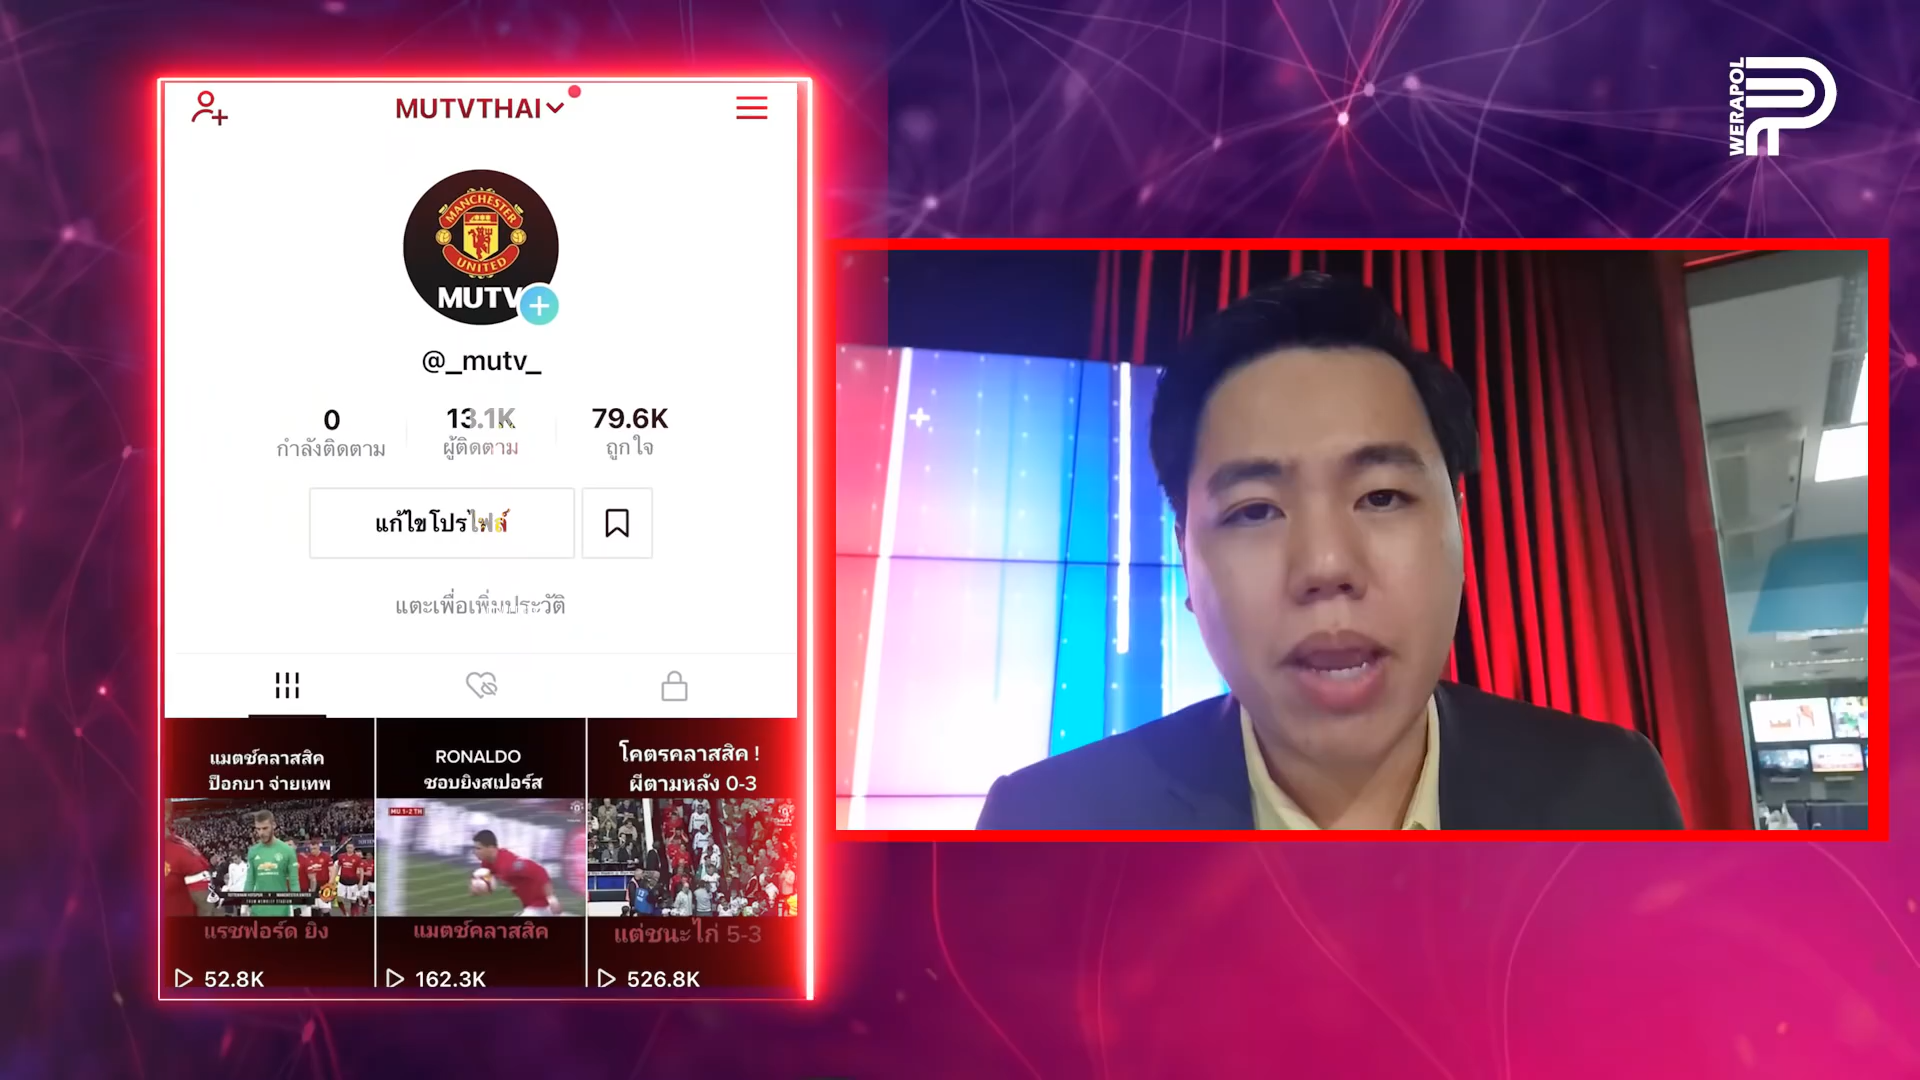 MUTVTHAI
MANCHESTER
UNITED
MUTV
@_mutv_
0
13.1K
79.6K
กำลังติดตาม
ผู้ติดตาม
ถูกใจ
แก้ไขโปรไฟล์
แตะเพื่อเพิ่มประวัติ
แมตช์คลาสสิค
ป็อกบา จ่ายเทพ
RONALDO
ชอบยิงสเปอร์ส
โคตรคลาสสิค !
ผีตามหลัง 0-3
MU 1-2 TH
แรชฟอร์ด ยิง
แมตช์คลาสสิค
แต่ชนะไก่ 5-3
52.8K
162.3K
526.8K
WERAPOL